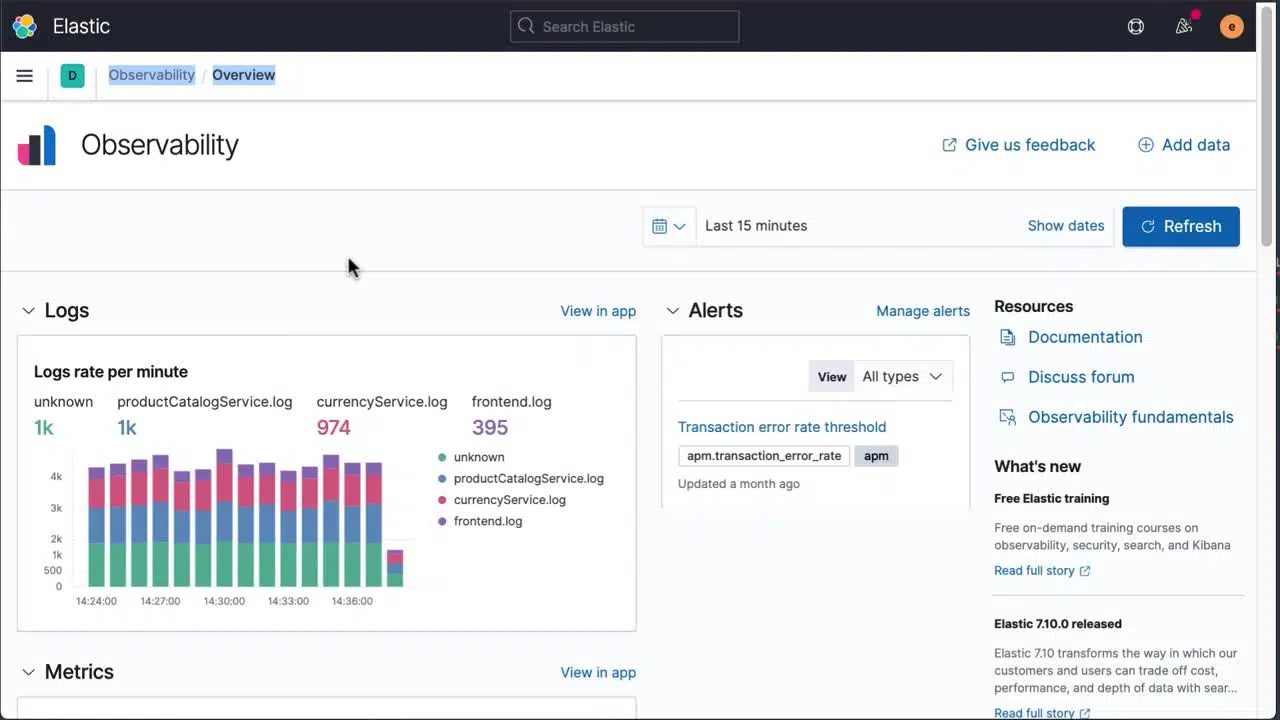 Elastic
Search Elastic
e
D
Observability / Overview
Observability
Give us feedback
Add data
Last 15 minutes
Show dates
Refresh
Logs
View in app
Logs rate per minute
unknown
productCatalogService.log
currencyService.log
frontend.log
1k
1k
974
395
4k
3k
2k
1k
500
0
14:24:00
14:27:00
14:30:00
14:33:00
14:36:00
unknown
productCatalogService.log
currencyService.log
frontend.log
Metrics
View in app
Alerts
Manage alerts
View
All types
Transaction error rate threshold
apm.transaction_error_rate
apm
Updated a month ago
Resources
Documentation
Discuss forum
Observability fundamentals
What's new
Free Elastic training
Free on-demand training courses on
observability, security, search, and Kibana
Read full story
Elastic 7.10.0 released
Elastic 7.10 transforms the way in which our
customers and users can trade off cost,
performance, and depth of data with sear...
Read full story